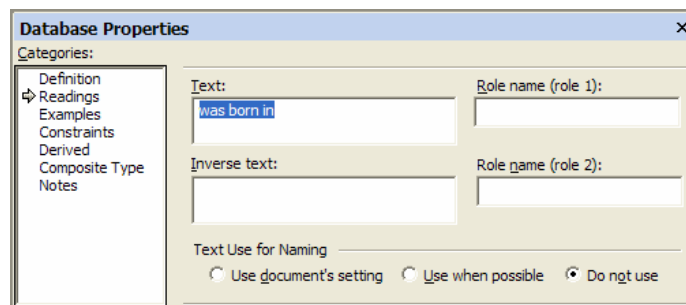 Database Properties
Categories:
Definition
Readings
Examples
Constraints
Derived
Composite Type
Notes
Text:
was born in
Role name (role 1):
Inverse text:
Role name (role 2):
Text Use for Naming
Use document's setting
Use when possible
Do not use